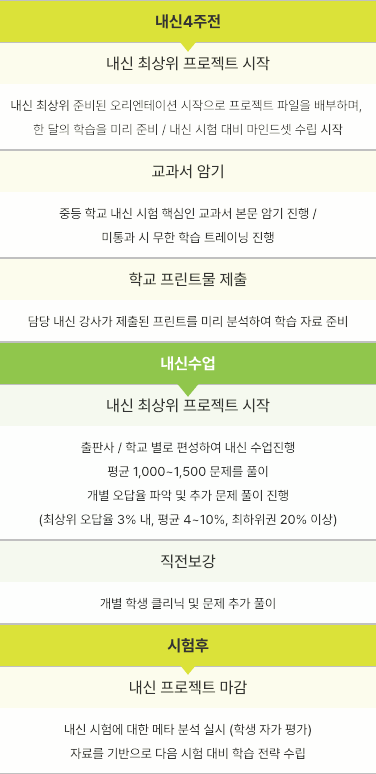 내신4주전
내신 최상위 프로젝트 시작
내신 최상위 준비된 오리엔테이션 시작으로 프로젝트 파일을 배부하며,
한 달의 학습을 미리 준비 / 내신 시험 대비 마인드셋 수립 시작
교과서 암기
중등 학교 내신 시험 핵심인 교과서 본문 암기 진행 /
미통과 시 무한 학습 트레이닝 진행
학교 프린트물 제출
담당 내신 강사가 제출된 프린트를 미리 분석하여 학습 자료 준비
내신수업
내신 최상위 프로젝트 시작
출판사 / 학교 별로 편성하여 내신 수업진행
평균 1,000~1,500 문제를 풀이
개별 오답율 파악 및 추가 문제 풀이 진행
(최상위 오답율 3% 내, 평균 4~10%, 최하위권 20% 이상)
직전보강
개별 학생 클리닉 및 문제 추가 풀이
시험후
내신 프로젝트 마감
내신 시험에 대한 메타 분석 실시 (학생 자가 평가)
자료를 기반으로 다음 시험 대비 학습 전략 수립